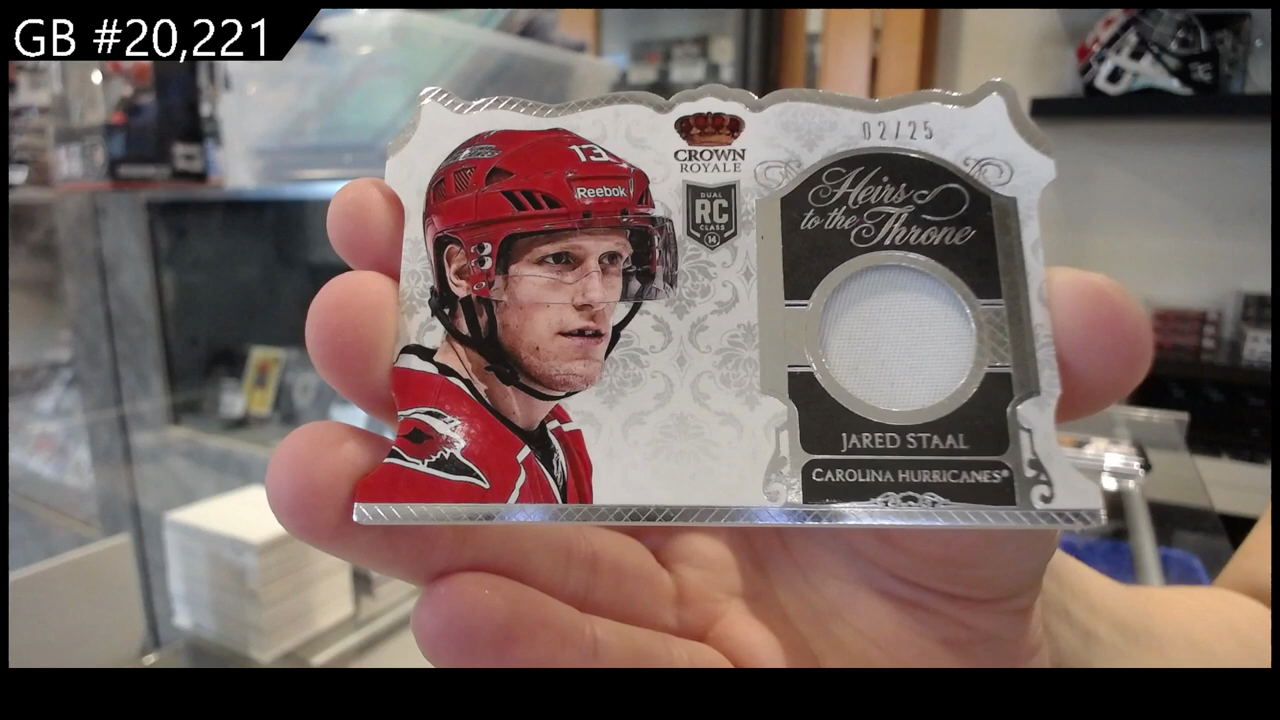 GB #20,221
13
Reebok
CROWN
ROYALE
DUAL
RC
CLASS
14
02/25
Heirs
to the Throne
JARED STAAL
CAROLINA HURRICANES®